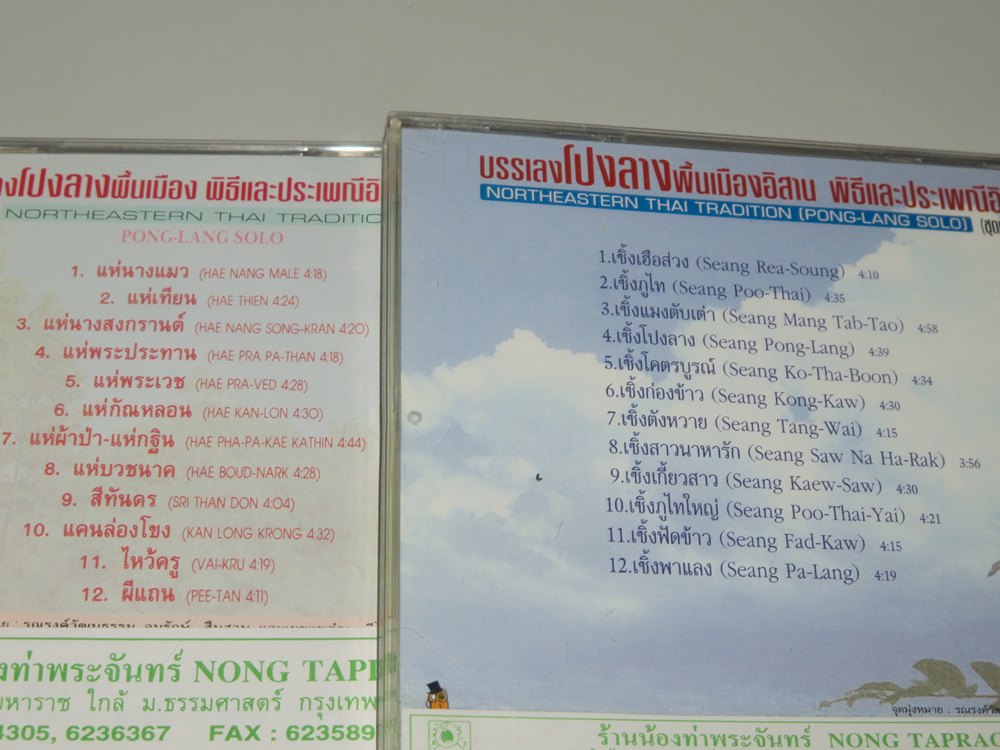 งโปงลางพื้นเมือง พิธีและประเพณีอี
NORTHEASTERN THAI TRADITIO
PONG-LANG SOLO
1. แห่นางแมว (HAE NANG MALE 4:18)
2. แห่เทียน (HAE THIEN 4:24)
3. แห่นางสงกรานต์ (HAE NANG SONG-KRAN 4:20)
4. แห่พระประทาน (HAE PRA PA-THAN 4:18)
5. แห่พระเวช (HAE PRA-VED 4:28)
6. แห่กัณหลอน (HAE KAN-LON 4:30)
7. แห่ผ้าป่า-แห่กฐิน (HAE PHA-PA-KAE KATHIN 4:44)
8. แห่บวชนาค (HAE BOUD-NARK 4:28)
9. สีทันดร (SRI THAN DON 4:04)
10. แคนล่องโขง (KAN LONG KRONG 4:32)
11. ไหว้ครู (VAI-KRU 4:19)
12. ผีแถน (PEE-TAN 4:11)
งท่าพระจันทร์ NONG TAPR
มหาราช ใกล้ ม.ธรรมศาสตร์ กรุงเทพ
4305, 6236367 FAX : 623589
บรรเลงโปงลางพื้นเมืองอีสาน พิธีและประเพณีอี
NORTHEASTERN THAI TRADITION (PONG-LANG SOLO) (ชุด
1.เซิ้งเฮือส่วง (Seang Rea-Soung) 4:10
2.เซิ้งภูไท (Seang Poo-Thai) 4:35
3.เซิ้งแมงตับเต่า (Seang Mang Tab-Tao) 4:58
4.เซิ้งโปงลาง (Seang Pong-Lang) 4:39
5.เซิ้งโคตรบูรณ์ (Seang Ko-Tha-Boon) 4:34
6.เซิ้งก่องข้าว (Seang Kong-Kaw) 4:30
7.เซิ้งตังหวาย (Seang Tang-Wai) 4:15
8.เซิ้งสาวนาหารัก (Seang Saw Na Ha-Rak) 3:56
9.เซิ้งเกี้ยวสาว (Seang Kaew-Saw) 4:30
10.เซิ้งภูไทใหญ่ (Seang Poo-Thai-Yai) 4:21
11.เซิ้งฟัดข้าว (Seang Fad-Kaw) 4:15
12.เซิ้งพาแลง (Seang Pa-Lang) 4:19
จุดมุ่งหมาย : รณรงค์วั
ร้านน้องท่าพระจันทร์ NONG TAPRA